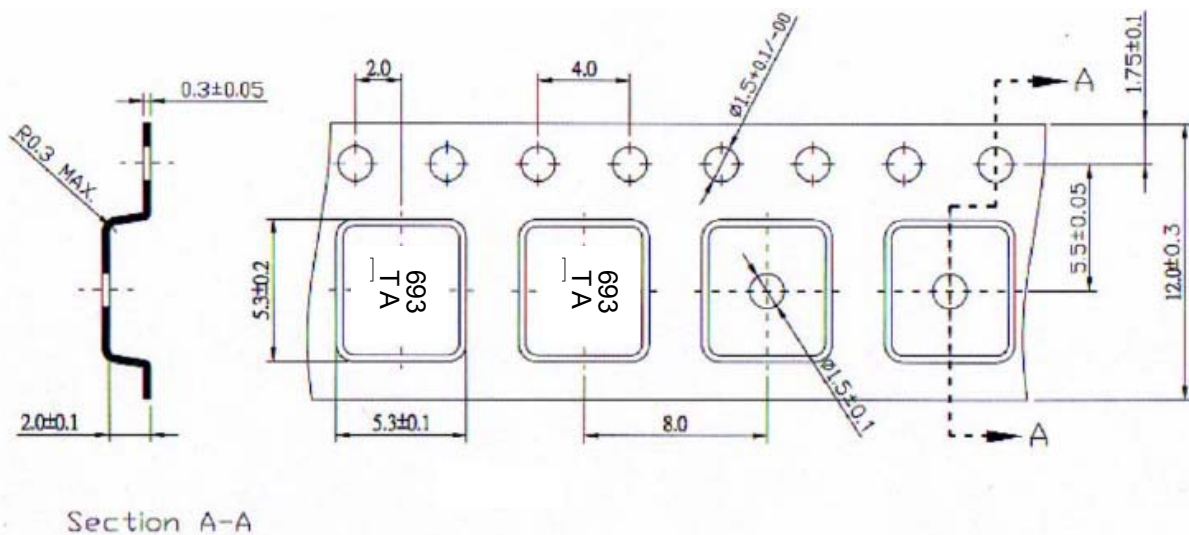 2.0
4.0
Ø1.5+0.1/-00
A
1.75±0.1
0.3±0.05
R0.3 MAX.
5.3±0.2
693
T A
693
T A
5.5±0.05
12.0±0.3
Ø1.5±0.1
2.0±0.1
5.3±0.1
8.0
A
Section A-A